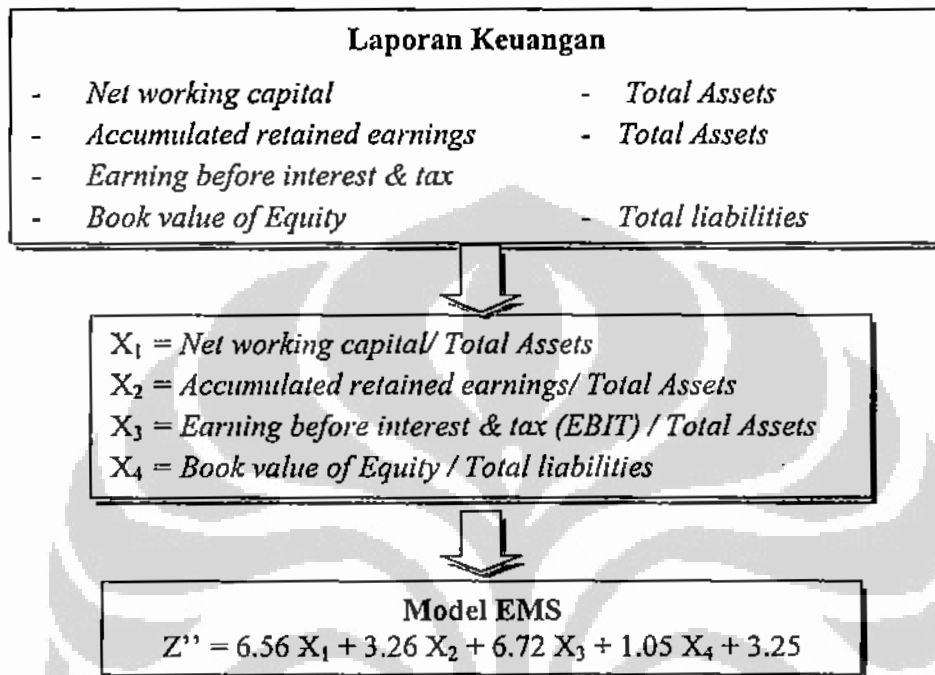 Laporan Keuangan
- Net working capital - Total Assets
- Accumulated retained earnings - Total Assets
- Earning before interest & tax
- Book value of Equity - Total liabilities
X₁ = Net working capital/ Total Assets
X₂ = Accumulated retained earnings/ Total Assets
X₃ = Earning before interest & tax (EBIT) / Total Assets
X₄ = Book value of Equity / Total liabilities
Model EMS
Z’’ = 6.56 X₁ + 3.26 X₂ + 6.72 X₃ + 1.05 X₄ + 3.25